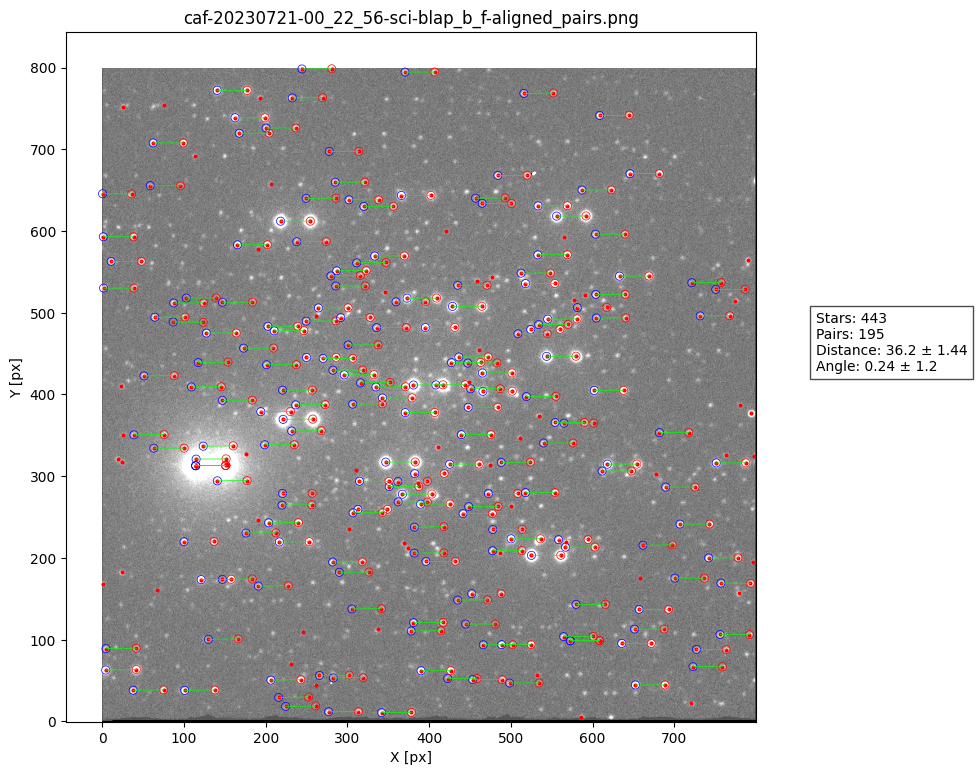 caf-20230721-00_22_56-sci-blap_b_f-aligned_pairs.png
800
700
600
500
400
300
200
100
0
Y [px]
0 100 200 300 400 500 600 700
X [px]
Stars: 443
Pairs: 195
Distance: 36.2 ± 1.44
Angle: 0.24 ± 1.2